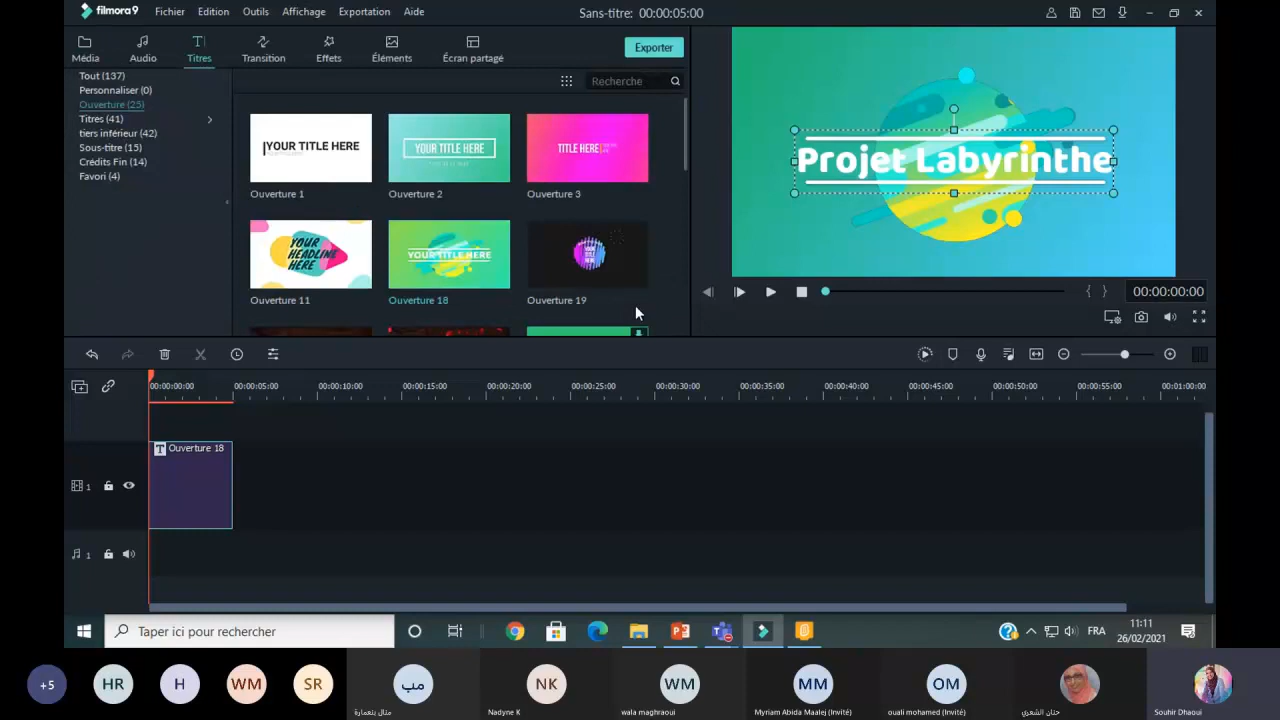 filmora9 Fichier Edition Outils Affichage Exportation Aide Sans-titre: 00:00:05:00
Média Audio Titres Transition Effets Éléments Écran partagé Exporter
Tout (137)
Personnaliser (0)
Ouverture (25)
Titres (41)
tiers inférieur (42)
Sous-titre (15)
Crédits Fin (14)
Favori (4)
Recherche
YOUR TITLE HERE YOUR TITLE HERE TITLE HERE
Ouverture 1 Ouverture 2 Ouverture 3
YOUR HEADLINE HERE YOUR TITLE HERE YOUR TITLE HERE
Ouverture 11 Ouverture 18 Ouverture 19
Projet Labyrinthe
{ } 00:00:00:00
00:00:00:00 00:00:05:00 00:00:10:00 00:00:15:00 00:00:20:00 00:00:25:00 00:00:30:00 00:00:35:00 00:00:40:00 00:00:45:00 00:00:50:00 00:00:55:00 00:01:00:00
T Ouverture 18
1
1
Taper ici pour rechercher FRA 11:11
26/02/2021
+5 HR H WM SR مب NK WM MM OM
منال بنعمارة Nadyne K wala maghraoui Myriam Abida Maalej (Invité) ouali mohamed (Invité) حنان الشعري Souhir Dhaoui